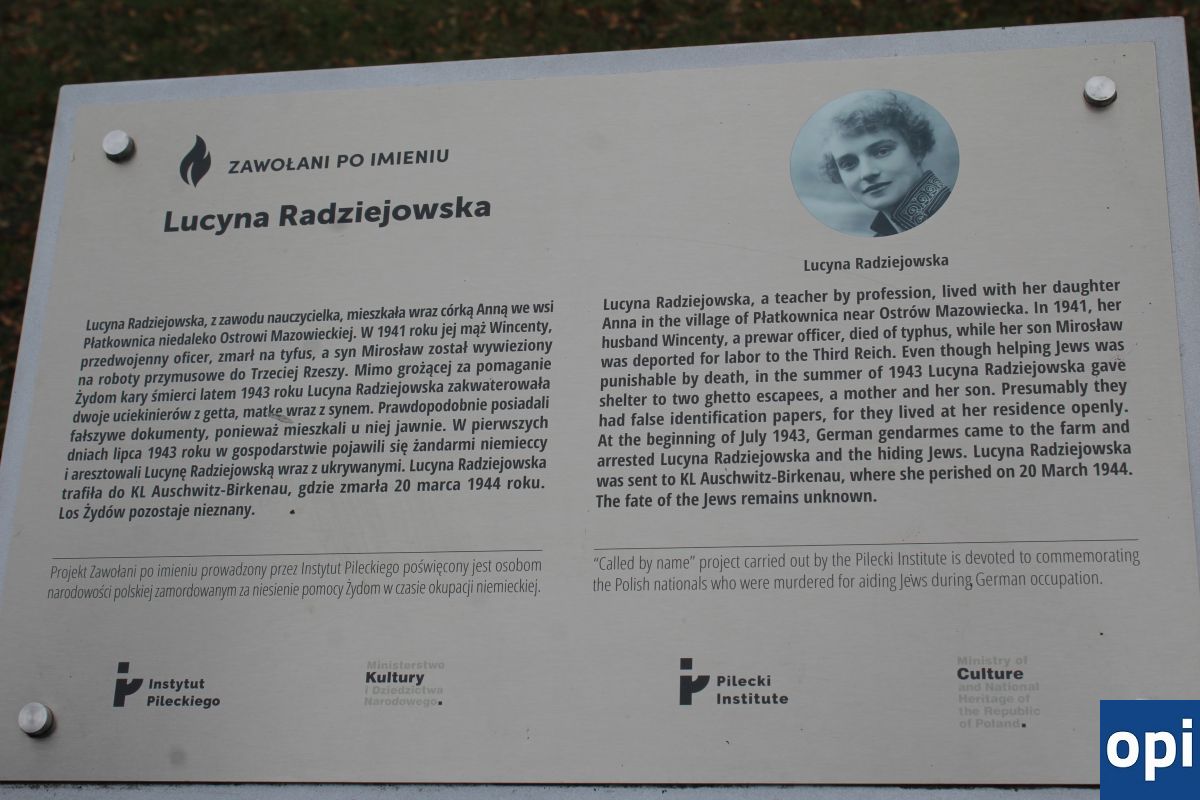 ZAWOŁANI PO IMIENIU
Lucyna Radziejowska
Lucyna Radziejowska, z zawodu nauczycielka, mieszkała wraz córką Anną we wsi
Płatkownica niedaleko Ostrowi Mazowieckiej. W 1941 roku jej mąż Wincenty,
przedwojenny oficer, zmarł na tyfus, a syn Mirosław został wywieziony
na roboty przymusowe do Trzeciej Rzeszy. Mimo grożącej za pomaganie
Żydom kary śmierci latem 1943 roku Lucyna Radziejowska zakwaterowała
dwoje uciekinierów z getta, matkę wraz z synem. Prawdopodobnie posiadali
fałszywe dokumenty, ponieważ mieszkali u niej jawnie. W pierwszych
dniach lipca 1943 roku w gospodarstwie pojawili się żandarmi niemieccy
i aresztowali Lucynę Radziejowską wraz z ukrywanymi. Lucyna Radziejowska
trafiła do KL Auschwitz-Birkenau, gdzie zmarła 20 marca 1944 roku.
Los Żydów pozostaje nieznany.
Projekt Zawołani po imieniu prowadzony przez Instytut Pileckiego poświęcony jest osobom
narodowości polskiej zamordowanym za niesienie pomocy Żydom w czasie okupacji niemieckiej.
Instytut
Pileckiego
Ministerstwo
Kultury
i Dziedzictwa
Narodowego.
Lucyna Radziejowska
Lucyna Radziejowska, a teacher by profession, lived with her daughter
Anna in the village of Płatkownica near Ostrów Mazowiecka. In 1941, her
husband Wincenty, a prewar officer, died of typhus, while her son Mirosław
was deported for labor to the Third Reich. Even though helping Jews was
punishable by death, in the summer of 1943 Lucyna Radziejowska gave
shelter to two ghetto escapees, a mother and her son. Presumably they
had false identification papers, for they lived at her residence openly.
At the beginning of July 1943, German gendarmes came to the farm and
arrested Lucyna Radziejowska and the hiding Jews. Lucyna Radziejowska
was sent to KL Auschwitz-Birkenau, where she perished on 20 March 1944.
The fate of the Jews remains unknown.
“Called by name” project carried out by the Pilecki Institute is devoted to commemorating
the Polish nationals who were murdered for aiding Jews during German occupation.
Pilecki
Institute
Ministry of
Culture
and National
Heritage of
the Republic
of Poland.
opi